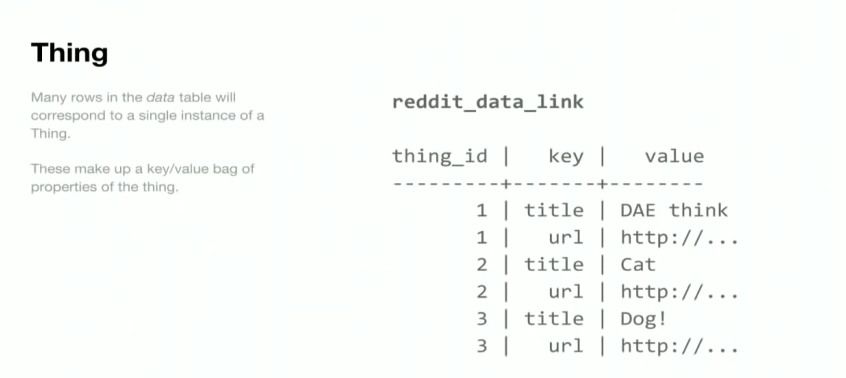 Thing
Many rows in the data table will
correspond to a single instance of a
Thing.
These make up a key/value bag of
properties of the thing.
reddit_data_link
thing_id |   key |   value
---------+-------+--------
       1 | title | DAE think
       1 |   url | http://...
       2 | title | Cat
       2 |   url | http://...
       3 | title | Dog!
       3 |   url | http://...